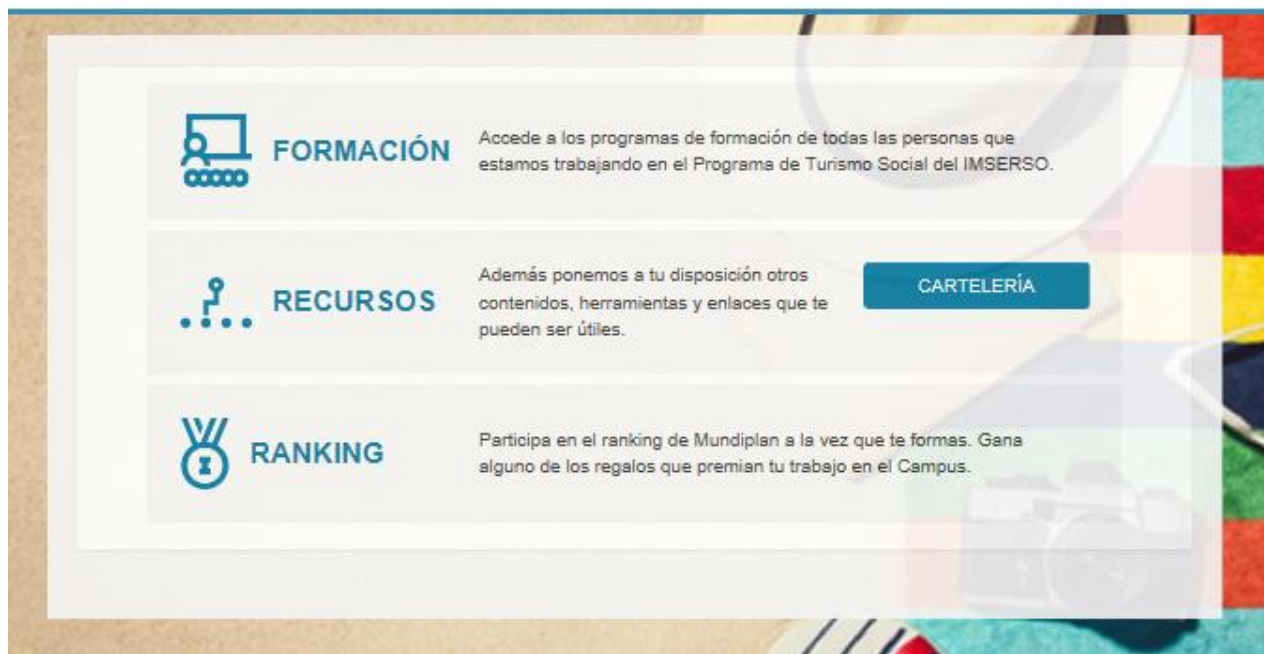 FORMACIÓN
Accede a los programas de formación de todas las personas que
estamos trabajando en el Programa de Turismo Social del IMSERSO.
RECURSOS
Además ponemos a tu disposición otros
contenidos, herramientas y enlaces que te
pueden ser útiles.
CARTELERÍA
RANKING
Participa en el ranking de Mundiplan a la vez que te formas. Gana
alguno de los regalos que premian tu trabajo en el Campus.